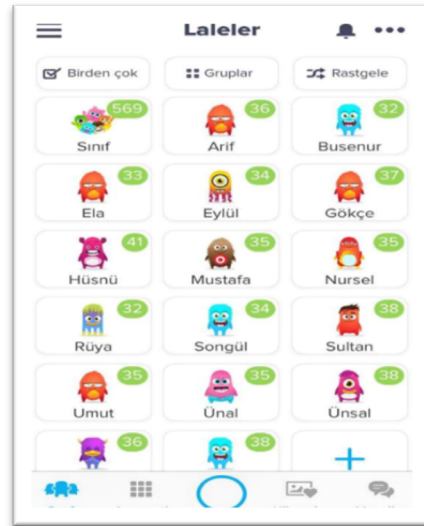 Laleler
Birden çok Gruplar Rastgele
569 36 32
Sınıf Arif Busenur
33 34 37
Ela Eylül Gökçe
41 35 35
Hüsnü Mustafa Nursel
32 34 38
Rüya Songül Sultan
35 35 38
Umut Ünal Ünsal
36 38